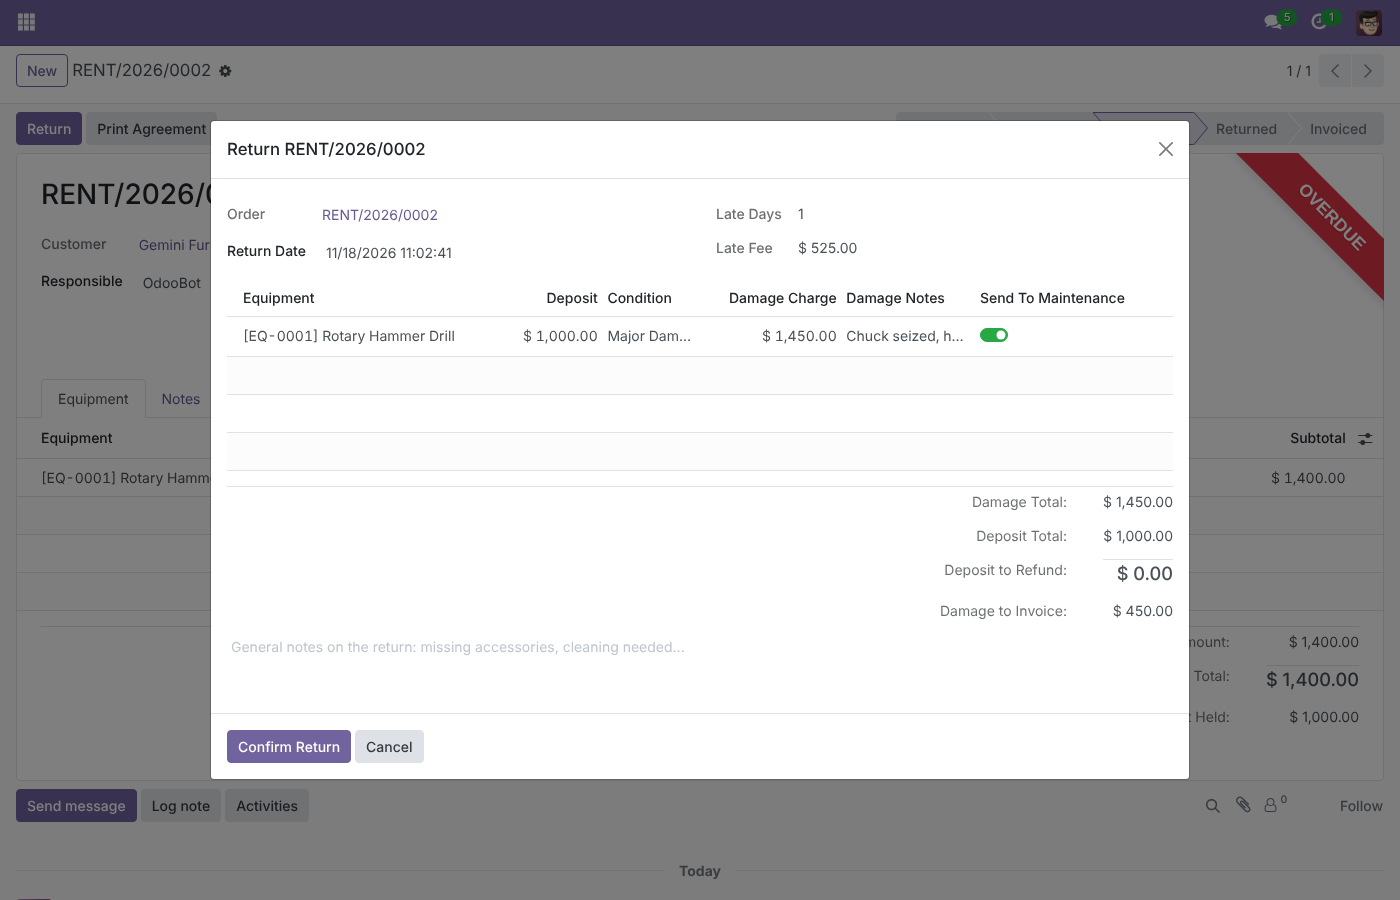 5
1
New
RENT/2026/0002
1 / 1
Return
Print Agreement
Returned
Invoiced
RENT/2026/0
OVERDUE
Customer
Gemini Fur
Responsible
OdooBot
Equipment
Notes
Equipment
Subtotal
[EQ-0001] Rotary Hamm
$ 1,400.00
mount:
$ 1,400.00
Total:
$ 1,400.00
Held:
$ 1,000.00
Return RENT/2026/0002
Order
RENT/2026/0002
Late Days
1
Return Date
11/18/2026 11:02:41
Late Fee
$ 525.00
Equipment
Deposit
Condition
Damage Charge
Damage Notes
Send To Maintenance
[EQ-0001] Rotary Hammer Drill
$ 1,000.00
Major Dam...
$ 1,450.00
Chuck seized, h...
Damage Total:
$ 1,450.00
Deposit Total:
$ 1,000.00
Deposit to Refund:
$ 0.00
Damage to Invoice:
$ 450.00
General notes on the return: missing accessories, cleaning needed...
Confirm Return
Cancel
Send message
Log note
Activities
0
Follow
Today